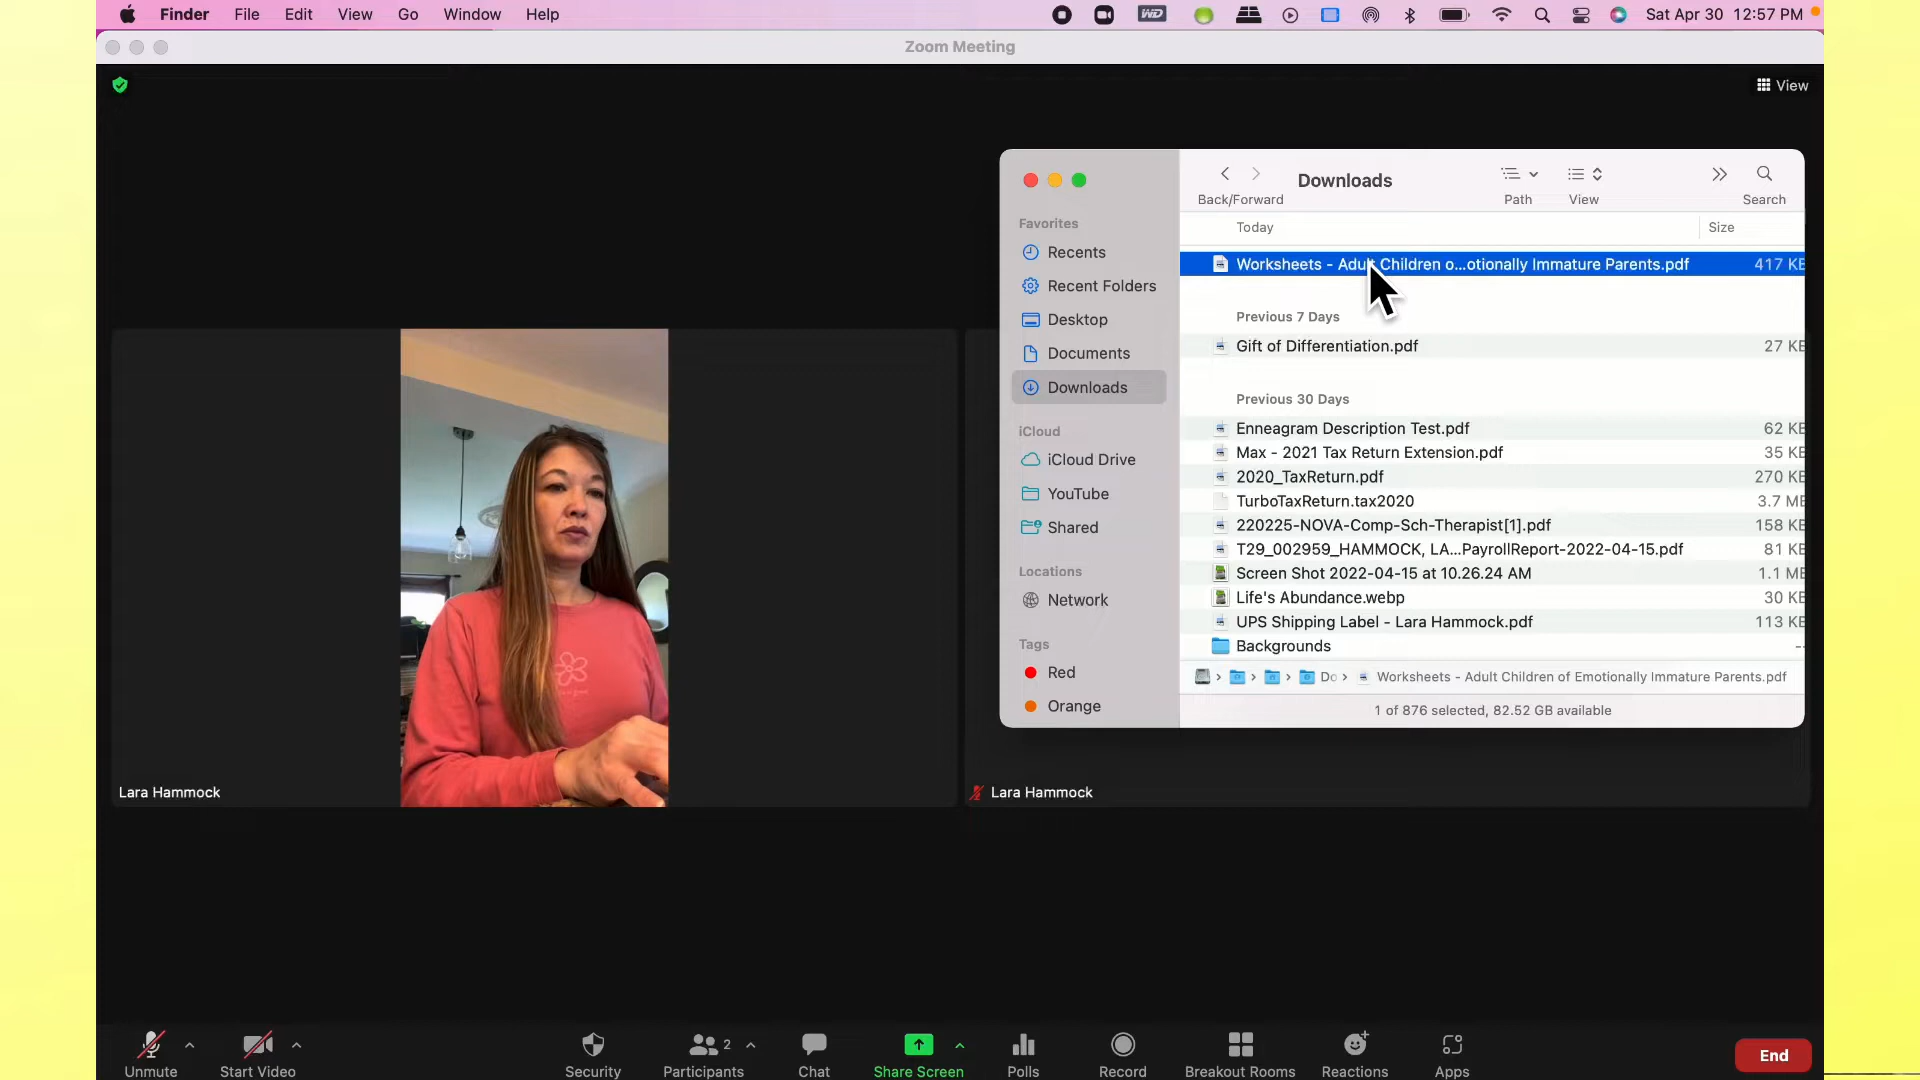 Finder File Edit View Go Window Help WD Sat Apr 30 12:57 PM
Zoom Meeting
View
Back/Forward Downloads Path View Search
Favorites
Recents
Recent Folders
Desktop
Documents
Downloads
iCloud
iCloud Drive
YouTube
Shared
Locations
Network
Tags
Red
Orange
Today Size
Worksheets - Adult Children o...otionally Immature Parents.pdf 417 KB
Previous 7 Days
Gift of Differentiation.pdf 27 KB
Previous 30 Days
Enneagram Description Test.pdf 62 KB
Max - 2021 Tax Return Extension.pdf 35 KB
2020_TaxReturn.pdf 270 KB
TurboTaxReturn.tax2020 3.7 MB
220225-NOVA-Comp-Sch-Therapist[1].pdf 158 KB
T29_002959_HAMMOCK, LA...PayrollReport-2022-04-15.pdf 81 KB
Screen Shot 2022-04-15 at 10.26.24 AM 1.1 MB
Life's Abundance.webp 30 KB
UPS Shipping Label - Lara Hammock.pdf 113 KB
Backgrounds --
Do Worksheets - Adult Children of Emotionally Immature Parents.pdf
1 of 876 selected, 82.52 GB available
Lara Hammock
Lara Hammock
Unmute Start Video Security Participants 2 Chat Share Screen Polls Record Breakout Rooms Reactions Apps End